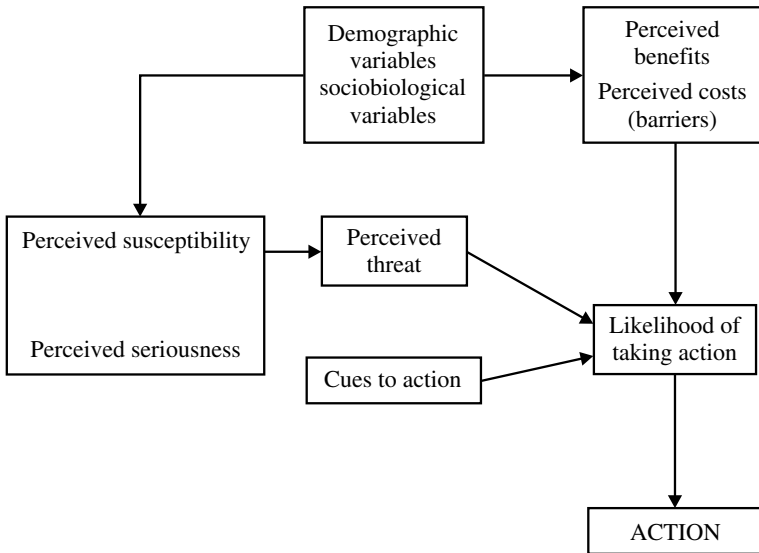 Demographic
variables
sociobiological
variables
Perceived
benefits
Perceived costs
(barriers)
Perceived susceptibility
Perceived seriousness
Perceived
threat
Cues to action
Likelihood of
taking action
ACTION